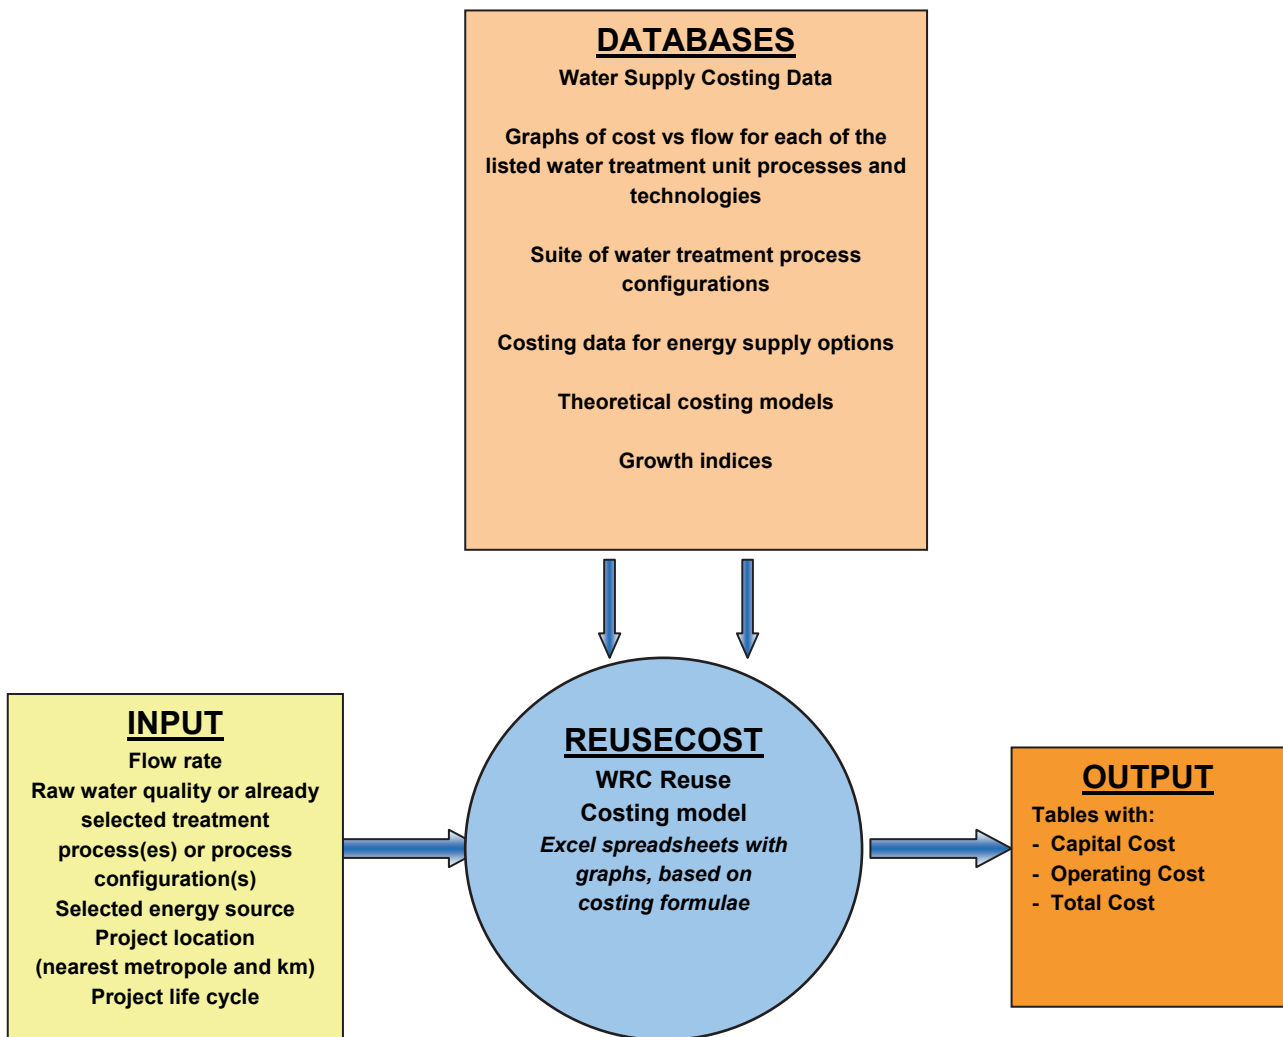 DATABASES
Water Supply Costing Data
Graphs of cost vs flow for each of the
listed water treatment unit processes and
technologies
Suite of water treatment process
configurations
Costing data for energy supply options
Theoretical costing models
Growth indices
INPUT
Flow rate
Raw water quality or already
selected treatment
process(es) or process
configuration(s)
Selected energy source
Project location
(nearest metropole and km)
Project life cycle
REUSECOST
WRC Reuse
Costing model
Excel spreadsheets with
graphs, based on
costing formulae
OUTPUT
Tables with:
- Capital Cost
- Operating Cost
- Total Cost